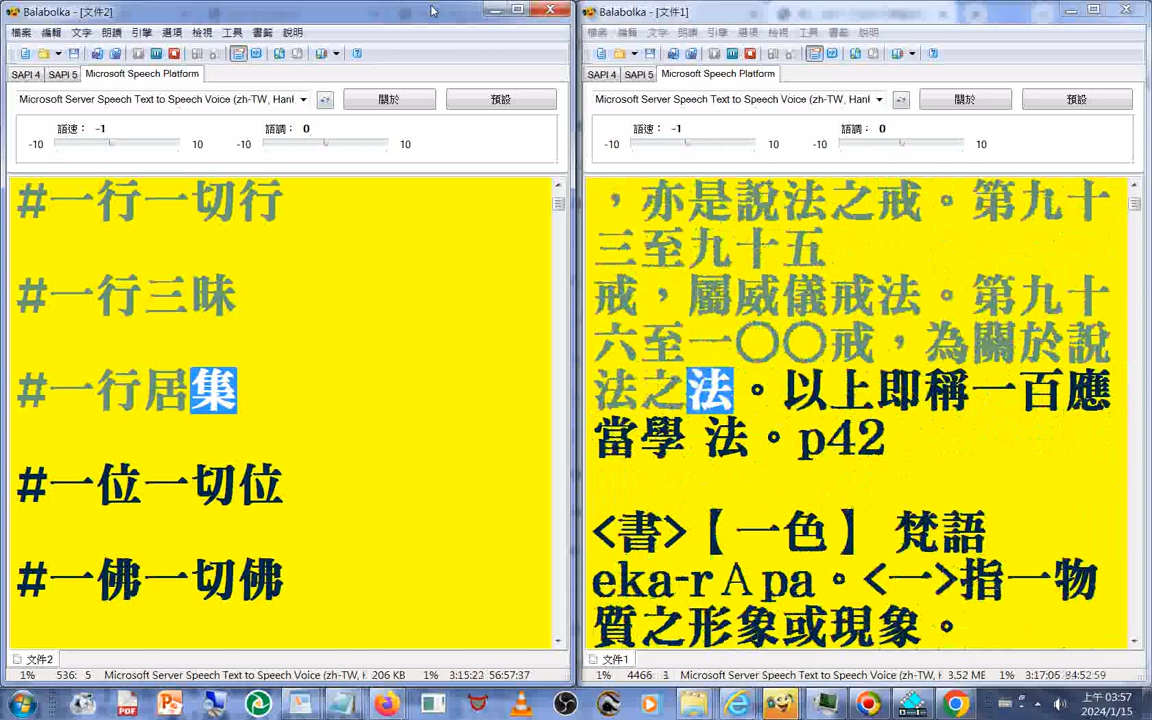 Balabolka - [文件2]
檔案 編輯 文字 朗讀 引擎 選項 檢視 工具 書籤 說明
SAPI 4 SAPI 5 Microsoft Speech Platform
Microsoft Server Speech Text to Speech Voice (zh-TW, Hanl
關於 預設
語速： -1 語調： 0
-10 10 -10 10
#一行一切行
#一行三昧
#一行居集
#一位一切位
#一佛一切佛
文件2
1% 536: 5 Microsoft Server Speech Text to Speech Voice (zh-TW, H 206 KB 1% 3:15:22 56:57:37
Balabolka - [文件1]
檔案 編輯 文字 朗讀 引擎 選項 檢視 工具 書籤 說明
SAPI 4 SAPI 5 Microsoft Speech Platform
Microsoft Server Speech Text to Speech Voice (zh-TW, Hanl
關於 預設
語速： -1 語調： 0
-10 10 -10 10
，亦是說法之戒。第九十
三至九十五
戒，屬威儀戒法。第九十
六至一〇〇戒，為關於說
法之法。以上即稱一百應
當學 法。p42
<書>【一色】 梵語
eka-rＡpa。<一>指一物
質之形象或現象。
文件1
1% 4466: 1 Microsoft Server Speech Text to Speech Voice (zh-TW, H 3.52 MB 1% 3:17:05 84:52:59
上午 03:57
2024/1/15